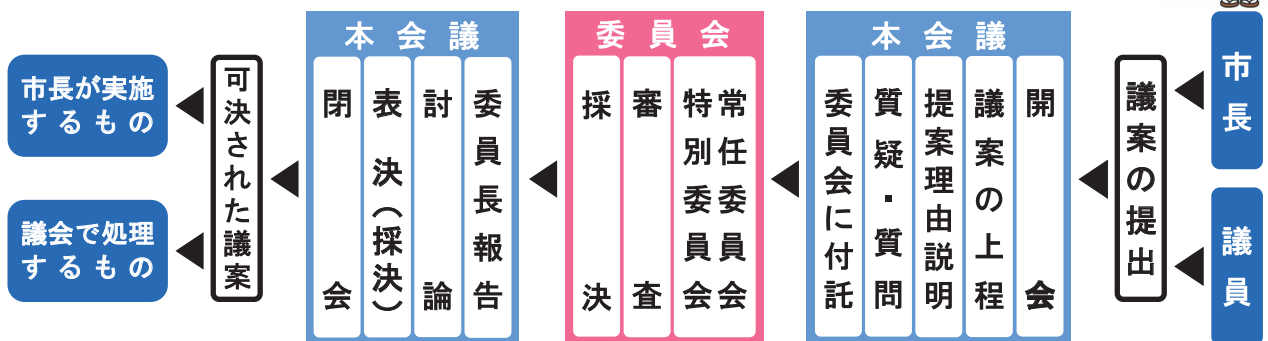 市長
議員
議案の提出
本会議
開会
議案の上程
提案理由説明
質疑・質問
委員会に付託
委員会
常任委員会
特別委員会
審査
採決
本会議
委員長報告
討論
表決（採決）
閉会
可決された議案
市長が実施
するもの
議会で処理
するもの